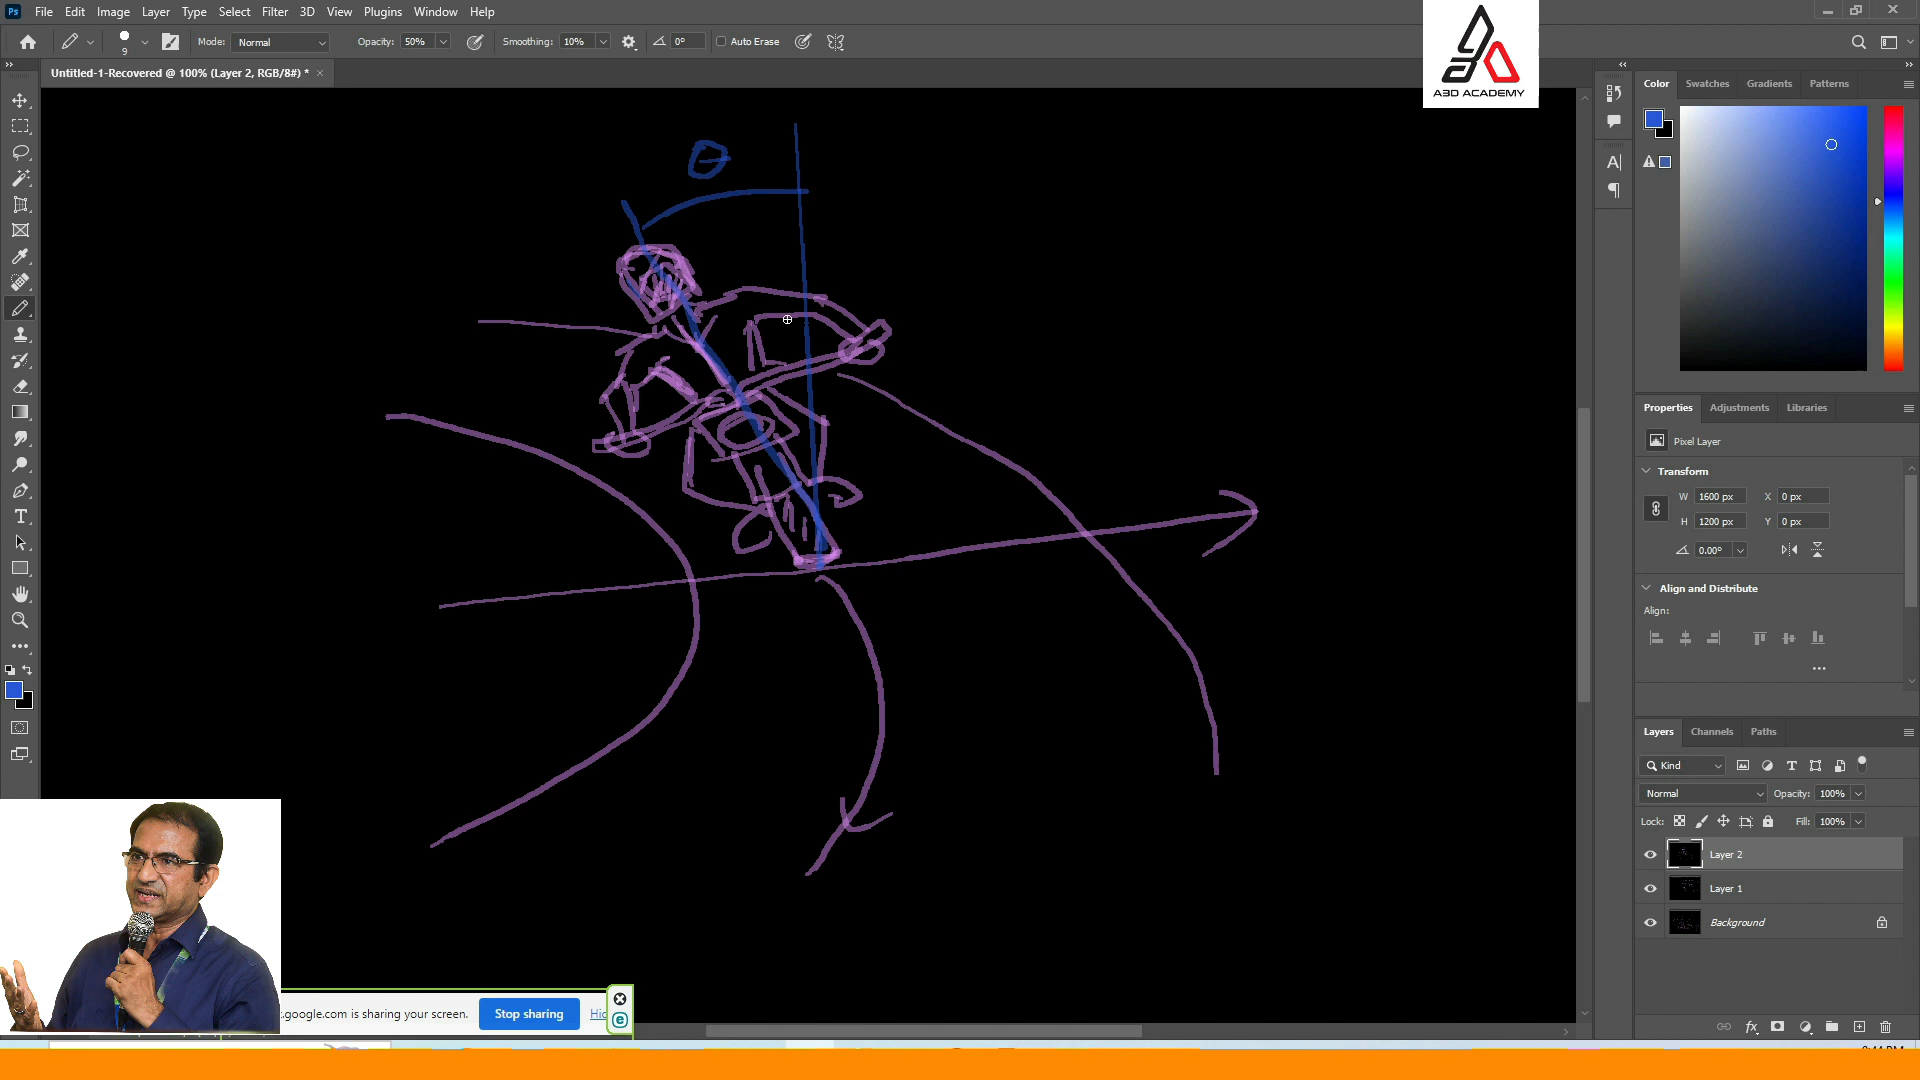 Ps File Edit Image Layer Type Select Filter 3D View Plugins Window Help
9 Mode: Normal Opacity: 50% Smoothing: 10% 0° Auto Erase
A3D ACADEMY
Untitled-1-Recovered @ 100% (Layer 2, RGB/8#) * ×
Color Swatches Gradients Patterns
θ
Properties Adjustments Libraries
Pixel Layer
Transform
W 1600 px X 0 px
H 1200 px Y 0 px
0.00°
Align and Distribute
Align:
Layers Channels Paths
Kind
Normal Opacity: 100%
Lock: Fill: 100%
Layer 2
Layer 1
Background
.google.com is sharing your screen. Stop sharing